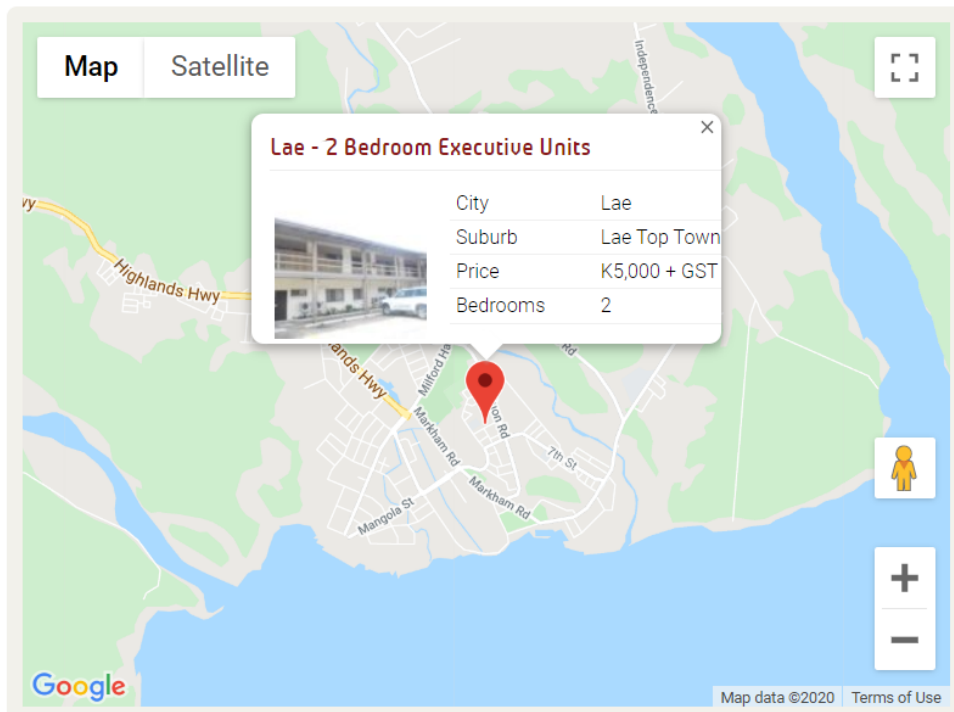 Map
Satellite
Independence
Lae - 2 Bedroom Executive Units
City Lae
Suburb Lae Top Town
Price K5,000 + GST
Bedrooms 2
Highlands Hwy
Hwy
Milford
Rd
Markham Rd
7th St
Markham Rd
Mangola St
Google
Map data ©2020
Terms of Use